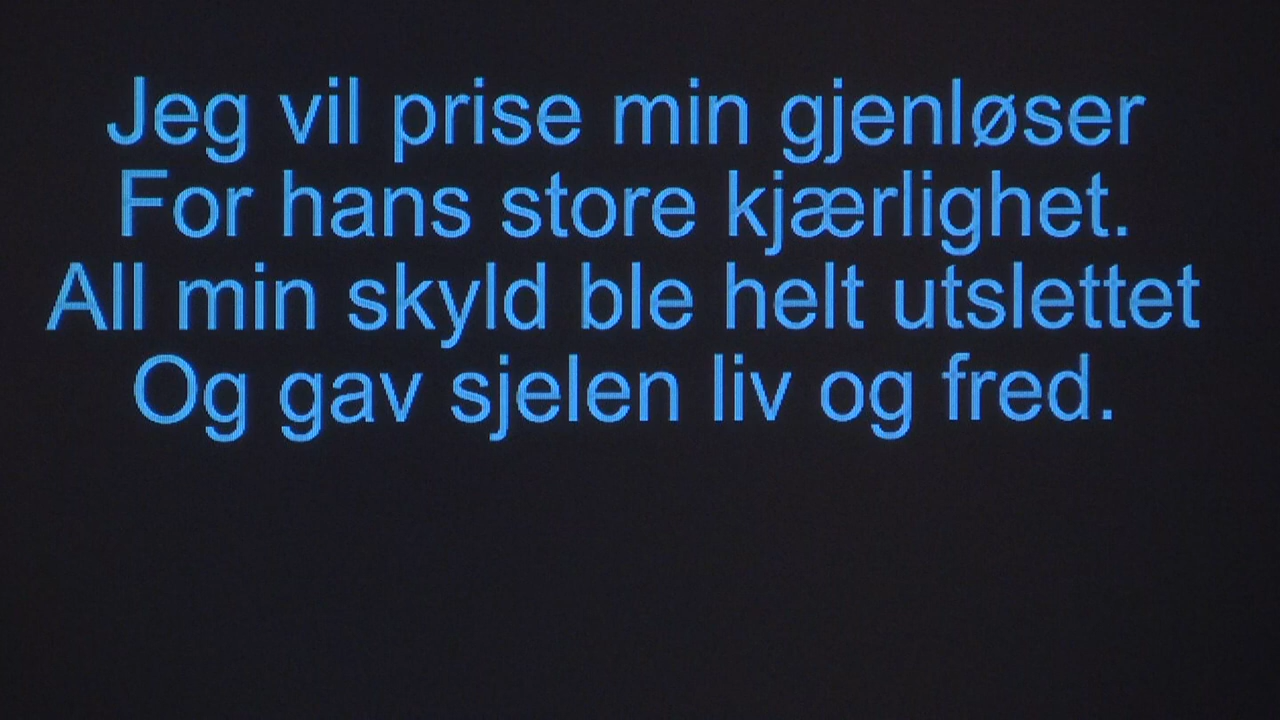 Jeg vil prise min gjenløser
For hans store kjærlighet.
All min skyld ble helt utslettet
Og gav sjelen liv og fred.